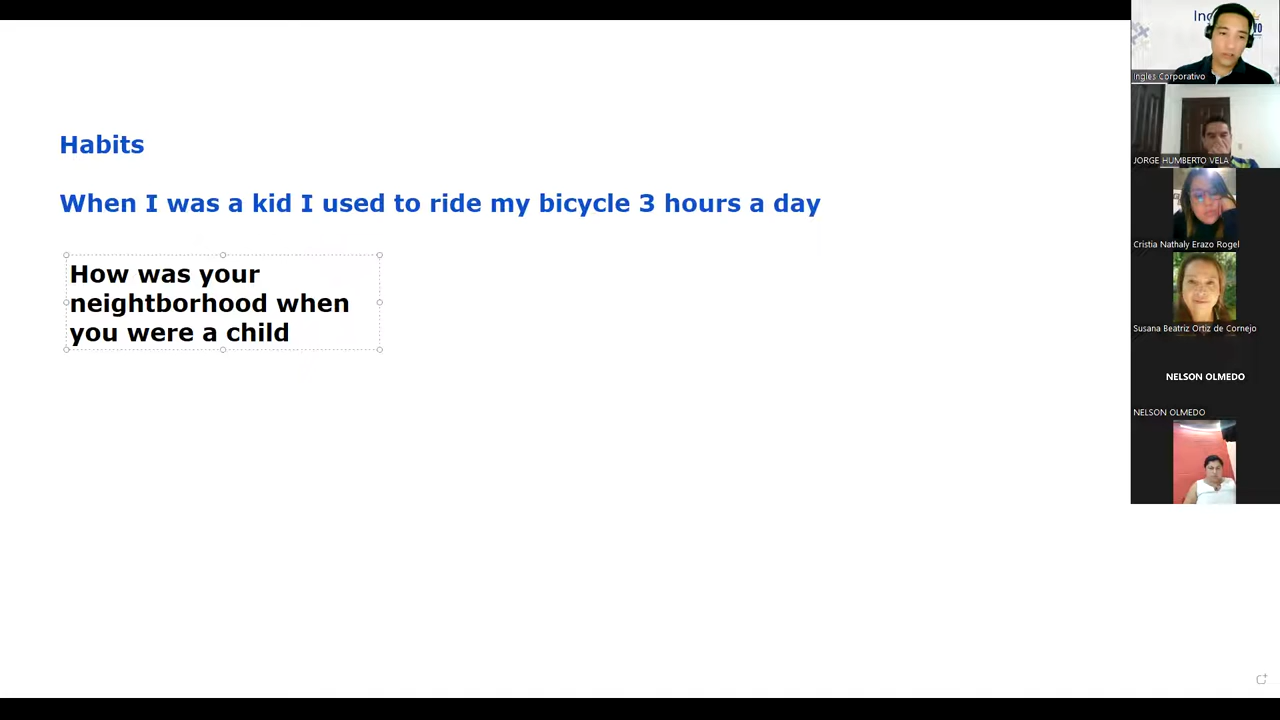 Habits
When I was a kid I used to ride my bicycle 3 hours a day
How was your
neighborhood when
you were a child
Ingles Corporativo
JORGE HUMBERTO VELA
Cristia Nathaly Erazo Rogel
Susana Beatriz Ortiz de Cornejo
NELSON OLMEDO
NELSON OLMEDO